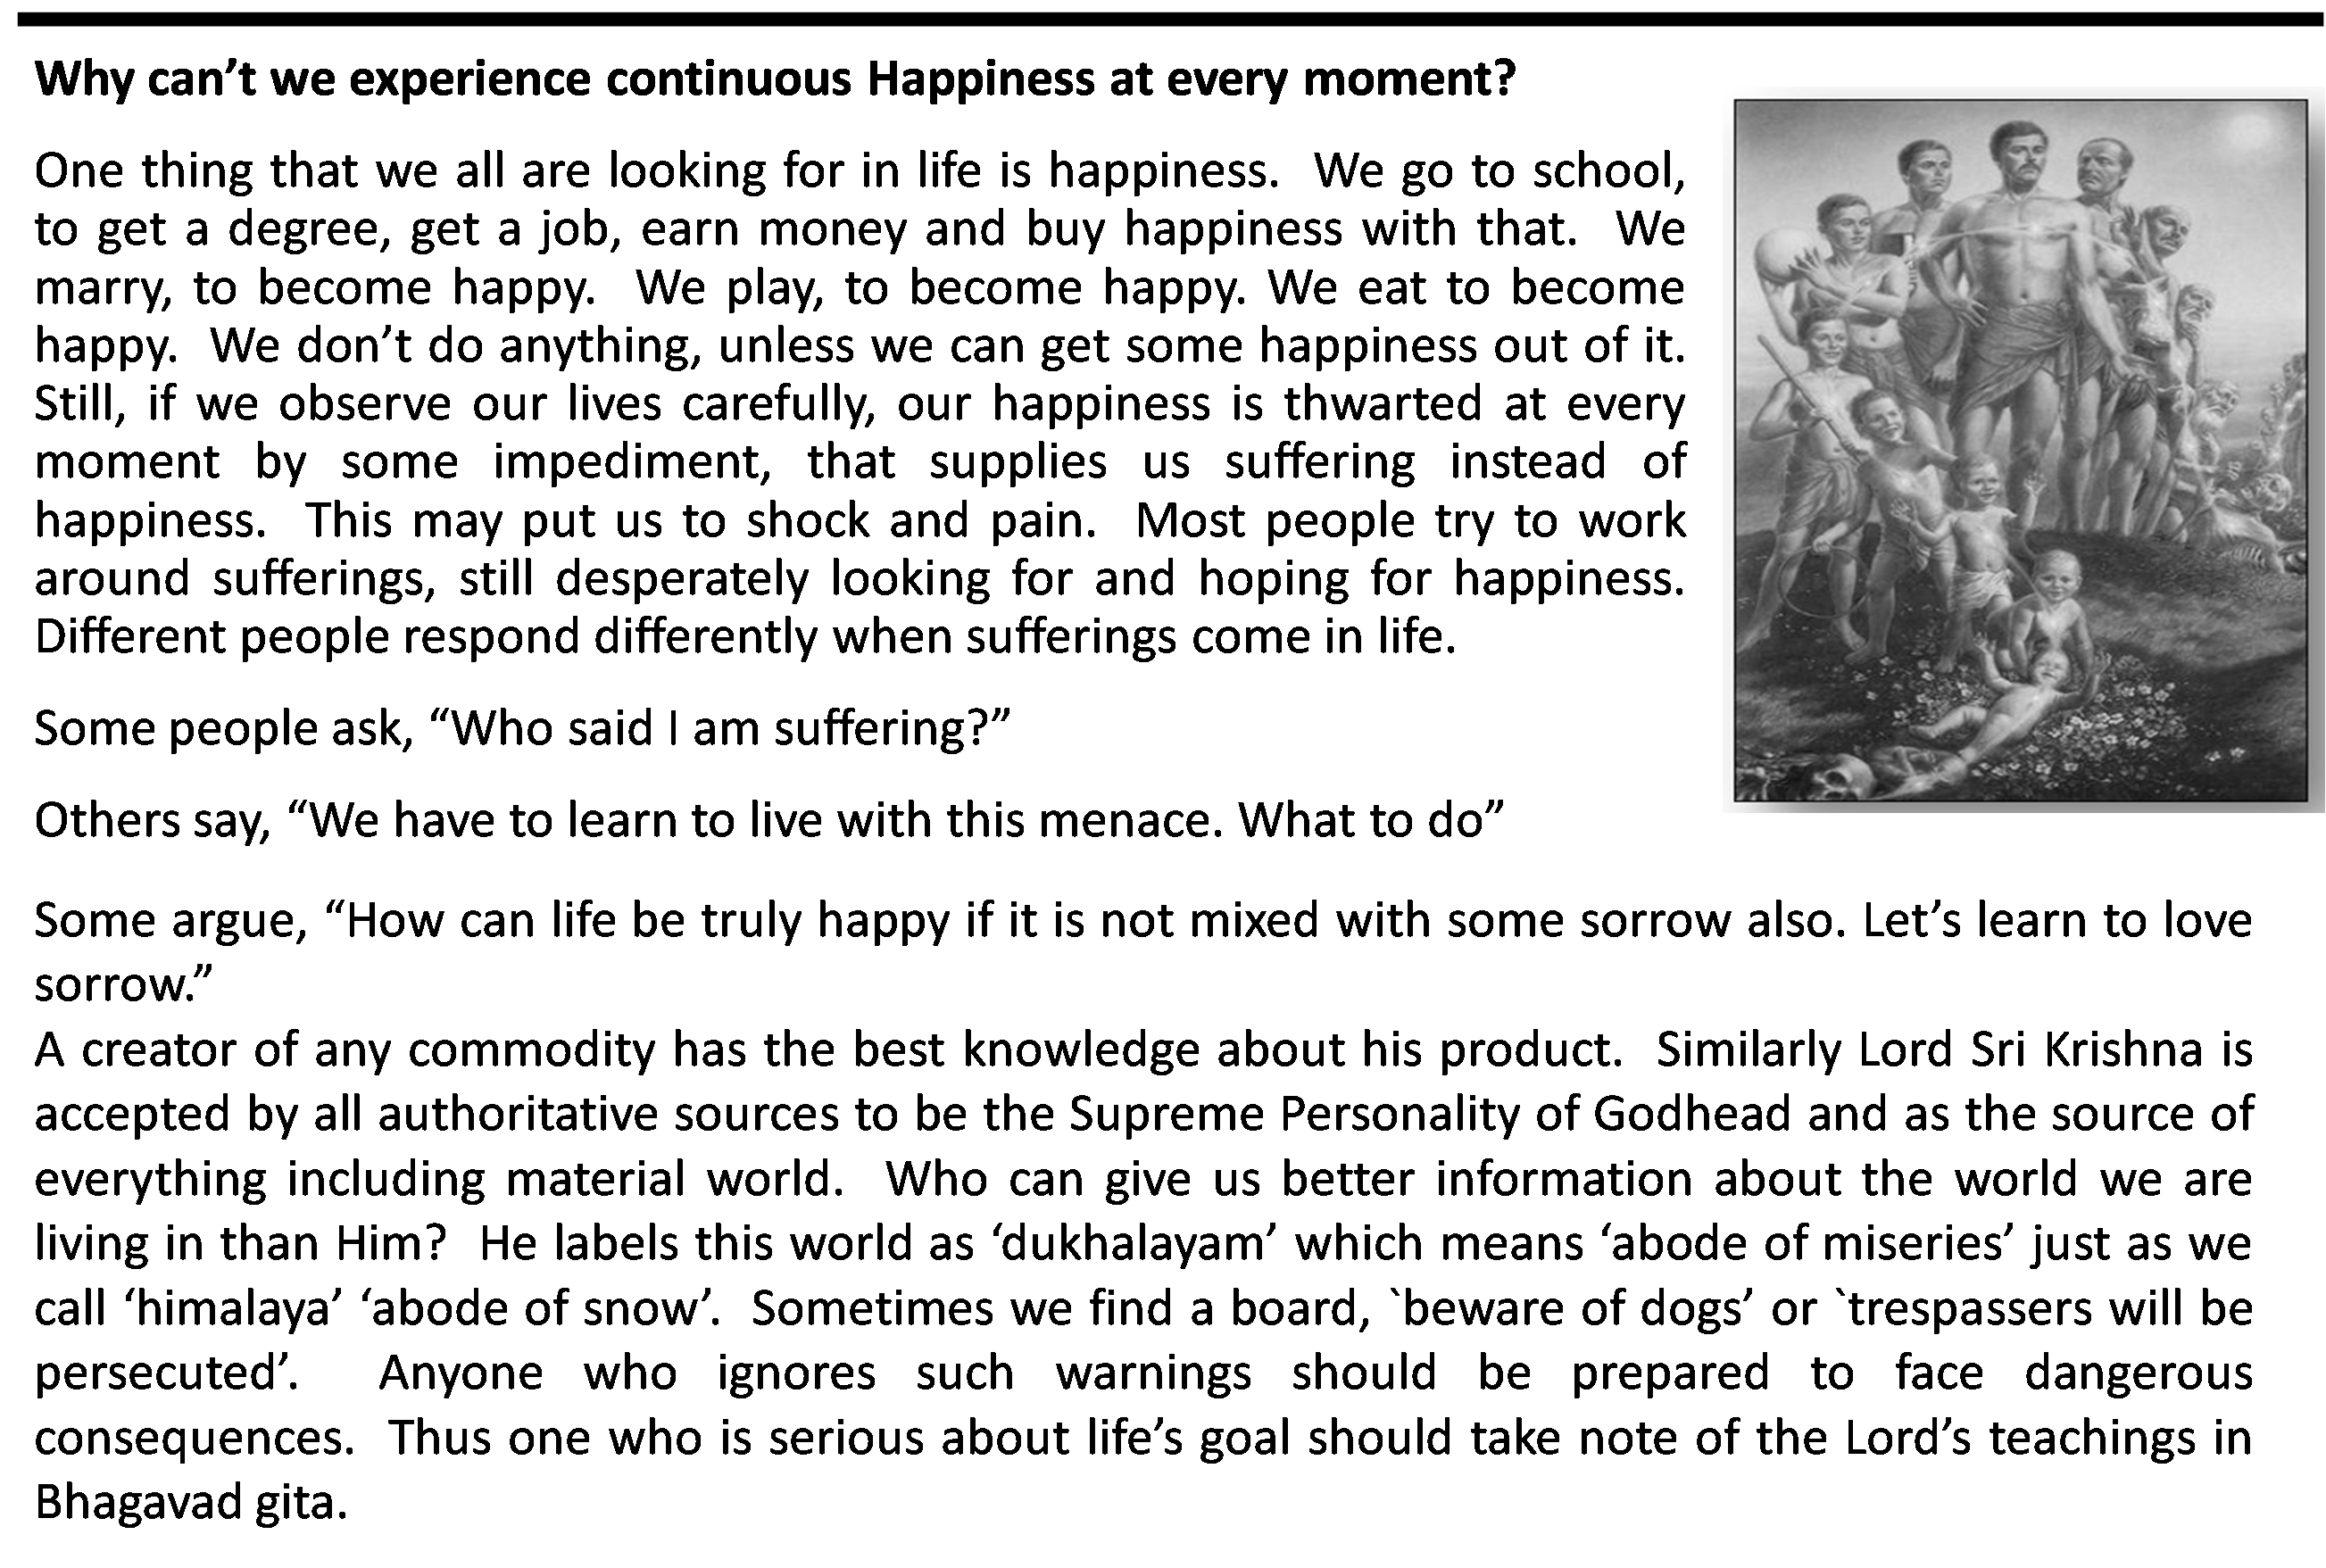 Why can’t we experience continuous Happiness at every moment?
One thing that we all are looking for in life is happiness.  We go to school,
to get a degree, get a job, earn money and buy happiness with that.  We
marry, to become happy.  We play, to become happy. We eat to become
happy.  We don’t do anything, unless we can get some happiness out of it.
Still, if we observe our lives carefully, our happiness is thwarted at every
moment by some impediment, that supplies us suffering instead of
happiness.  This may put us to shock and pain.  Most people try to work
around sufferings, still desperately looking for and hoping for happiness.
Different people respond differently when sufferings come in life.
Some people ask, “Who said I am suffering?”
Others say, “We have to learn to live with this menace. What to do”
Some argue, “How can life be truly happy if it is not mixed with some sorrow also. Let’s learn to love
sorrow.”
A creator of any commodity has the best knowledge about his product.  Similarly Lord Sri Krishna is
accepted by all authoritative sources to be the Supreme Personality of Godhead and as the source of
everything including material world.  Who can give us better information about the world we are
living in than Him?  He labels this world as ‘dukhalayam’ which means ‘abode of miseries’ just as we
call ‘himalaya’ ‘abode of snow’.  Sometimes we find a board, `beware of dogs’ or `trespassers will be
persecuted’.  Anyone who ignores such warnings should be prepared to face dangerous
consequences.  Thus one who is serious about life’s goal should take note of the Lord’s teachings in
Bhagavad gita.